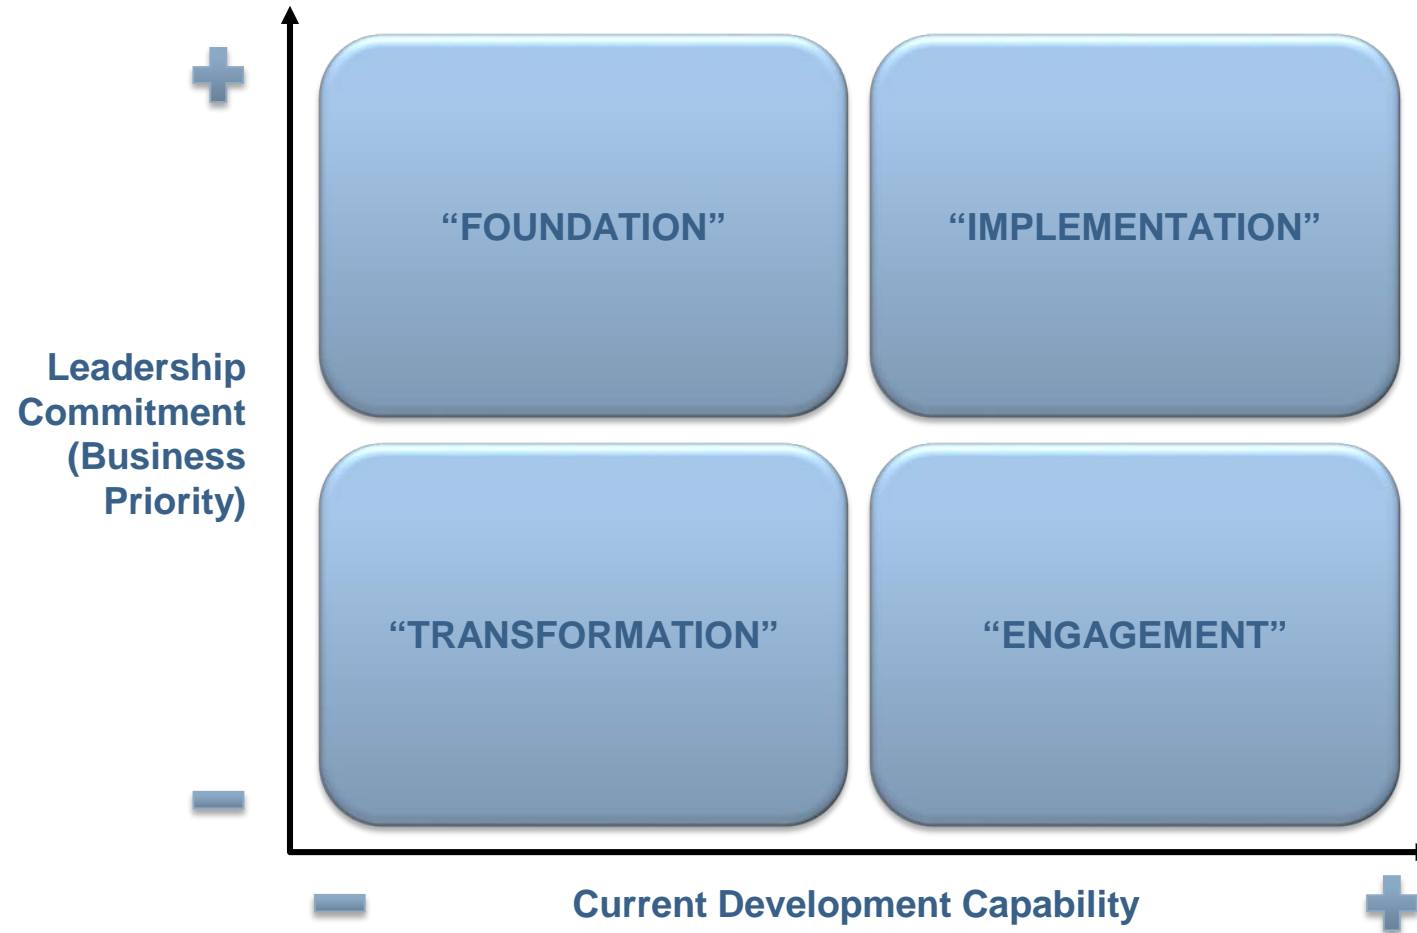 “FOUNDATION”
“IMPLEMENTATION”
Leadership
Commitment
(Business
Priority)
“TRANSFORMATION”
“ENGAGEMENT”
Current Development Capability